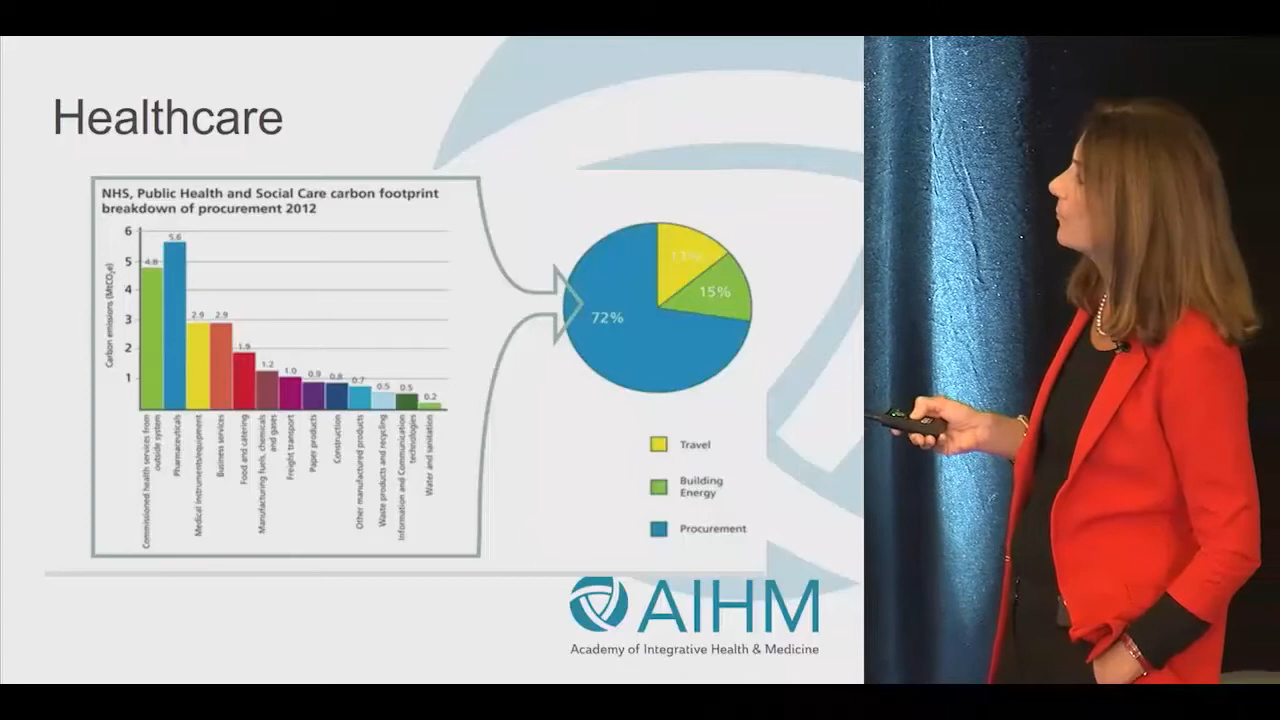 Healthcare
NHS, Public Health and Social Care carbon footprint
breakdown of procurement 2012
Carbon emissions (MtCO2e)
6
5
4
3
2
1
4.8
5.6
2.9
2.9
1.9
1.2
1.0
0.9
0.8
0.7
0.5
0.5
0.2
Commissioned health services from
outside system
Pharmaceuticals
Medical instruments/equipment
Business services
Food and catering
Manufacturing fuels, chemicals
and gases
Freight transport
Paper products
Construction
Other manufactured products
Waste products and recycling
Information and Communication
technologies
Water and sanitation
15%
72%
Travel
Building
Energy
Procurement
AIHM
Academy of Integrative Health & Medicine